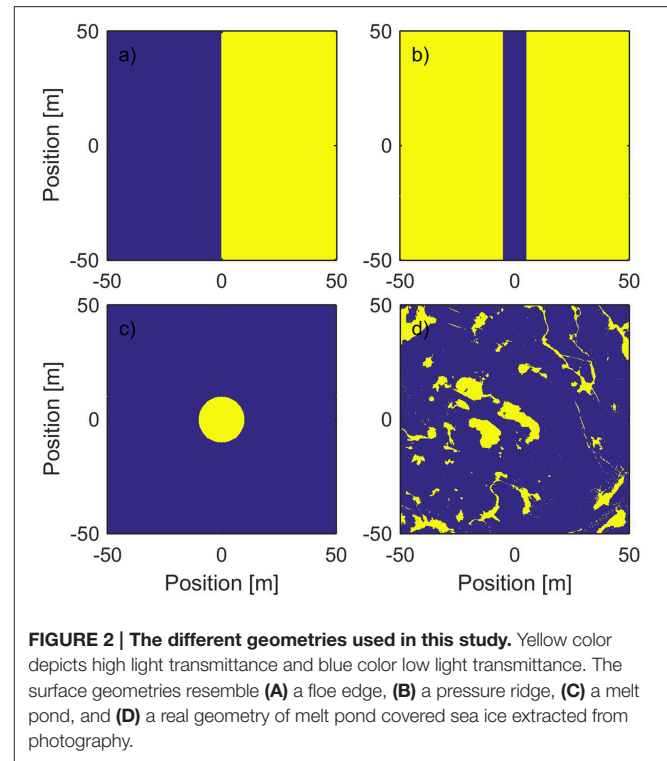 50
a)
Position [m]
0
-50
-50
0
50
50
b)
0
-50
-50
0
50
50
c)
Position [m]
0
-50
-50
0
50
Position [m]
50
d)
0
-50
-50
0
50
Position [m]
FIGURE 2 | The different geometries used in this study. Yellow color
depicts high light transmittance and blue color low light transmittance. The
surface geometries resemble (A) a floe edge, (B) a pressure ridge, (C) a melt
pond, and (D) a real geometry of melt pond covered sea ice extracted from
photography.